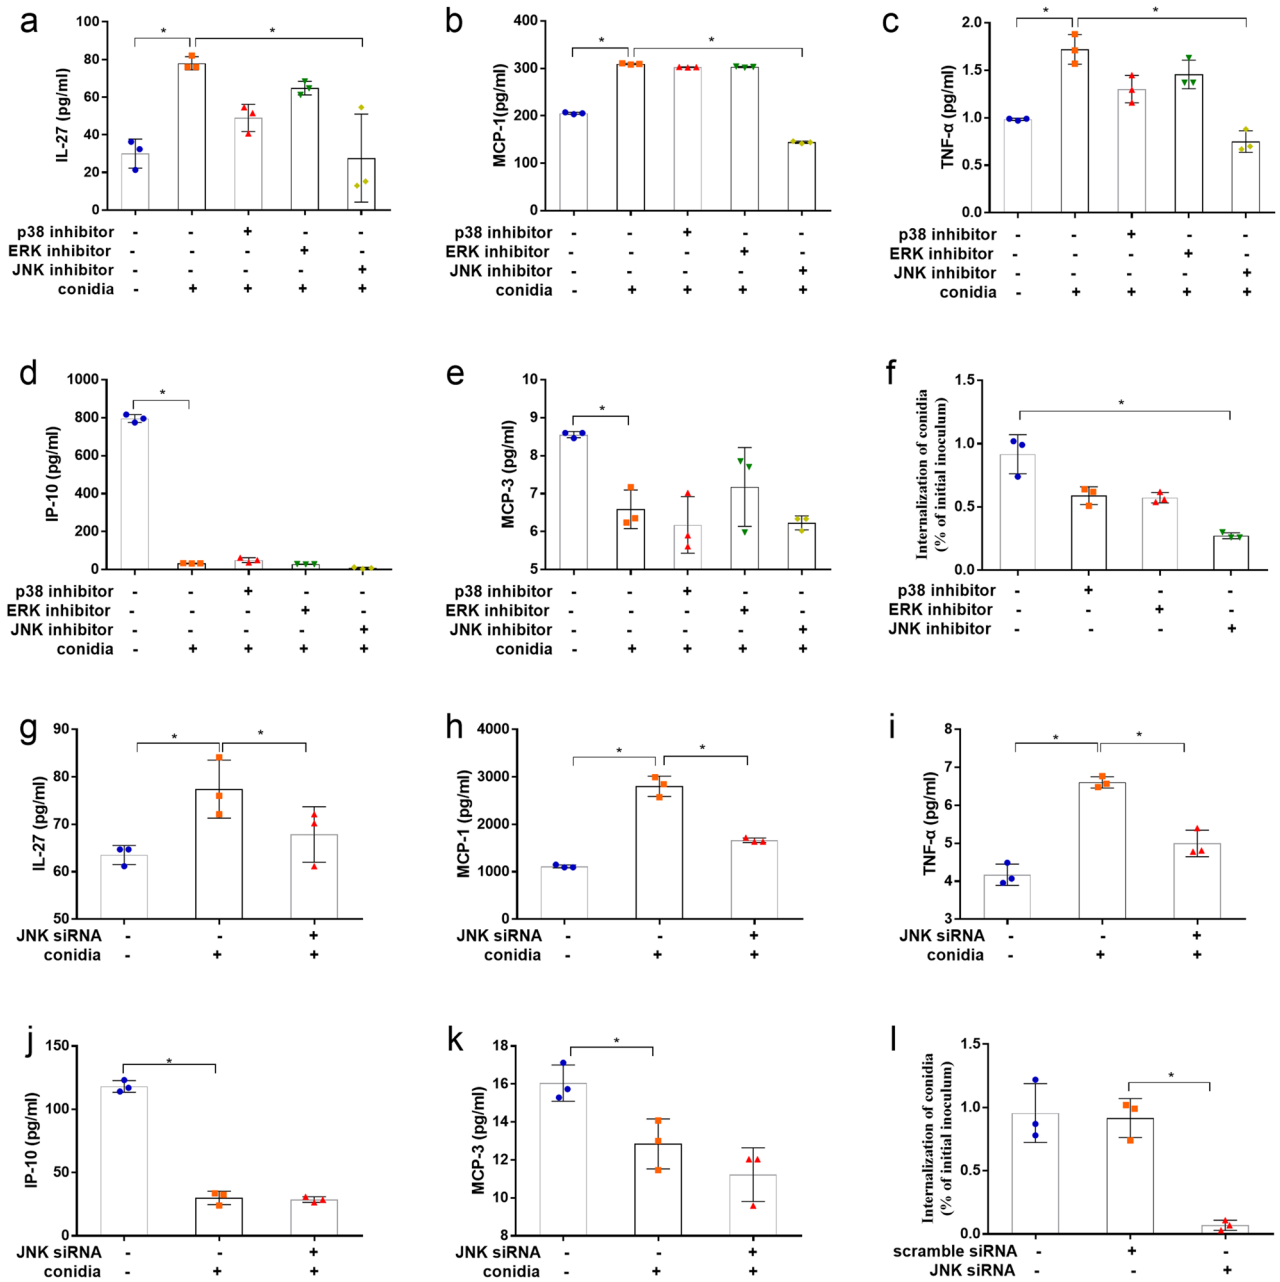 a
100
80
60
40
20
0
IL-27 (pg/ml)
* *
p38 inhibitor - - + - -
ERK inhibitor - - - + -
JNK inhibitor - - - - +
conidia - + + + +
b
400
300
200
100
0
MCP-1(pg/ml)
* *
p38 inhibitor - - + - -
ERK inhibitor - - - + -
JNK inhibitor - - - - +
conidia - + + + +
c
2.0
1.5
1.0
0.5
0.0
TNF-α (pg/ml)
* *
p38 inhibitor - - + - -
ERK inhibitor - - - + -
JNK inhibitor - - - - +
conidia - + + + +
d
1000
800
600
400
200
0
IP-10 (pg/ml)
*
p38 inhibitor - - + - -
ERK inhibitor - - - + -
JNK inhibitor - - - - +
conidia - + + + +
e
10
9
8
7
6
5
MCP-3 (pg/ml)
*
p38 inhibitor - - + - -
ERK inhibitor - - - + -
JNK inhibitor - - - - +
conidia - + + + +
f
1.5
1.0
0.5
0.0
Internalization of conidia
(% of initial inoculum)
*
p38 inhibitor - + - -
ERK inhibitor - - + -
JNK inhibitor - - - +
g
90
80
70
60
50
IL-27 (pg/ml)
* *
JNK siRNA - - +
conidia - + +
h
4000
3000
2000
1000
0
MCP-1 (pg/ml)
* *
JNK siRNA - - +
conidia - + +
i
8
7
6
5
4
3
TNF-α (pg/ml)
* *
JNK siRNA - - +
conidia - + +
j
150
100
50
0
IP-10 (pg/ml)
*
JNK siRNA - - +
conidia - + +
k
18
16
14
12
10
8
MCP-3 (pg/ml)
*
JNK siRNA - - +
conidia - + +
l
1.5
1.0
0.5
0.0
Internalization of conidia
(% of initial inoculum)
*
scramble siRNA - + -
JNK siRNA - - +